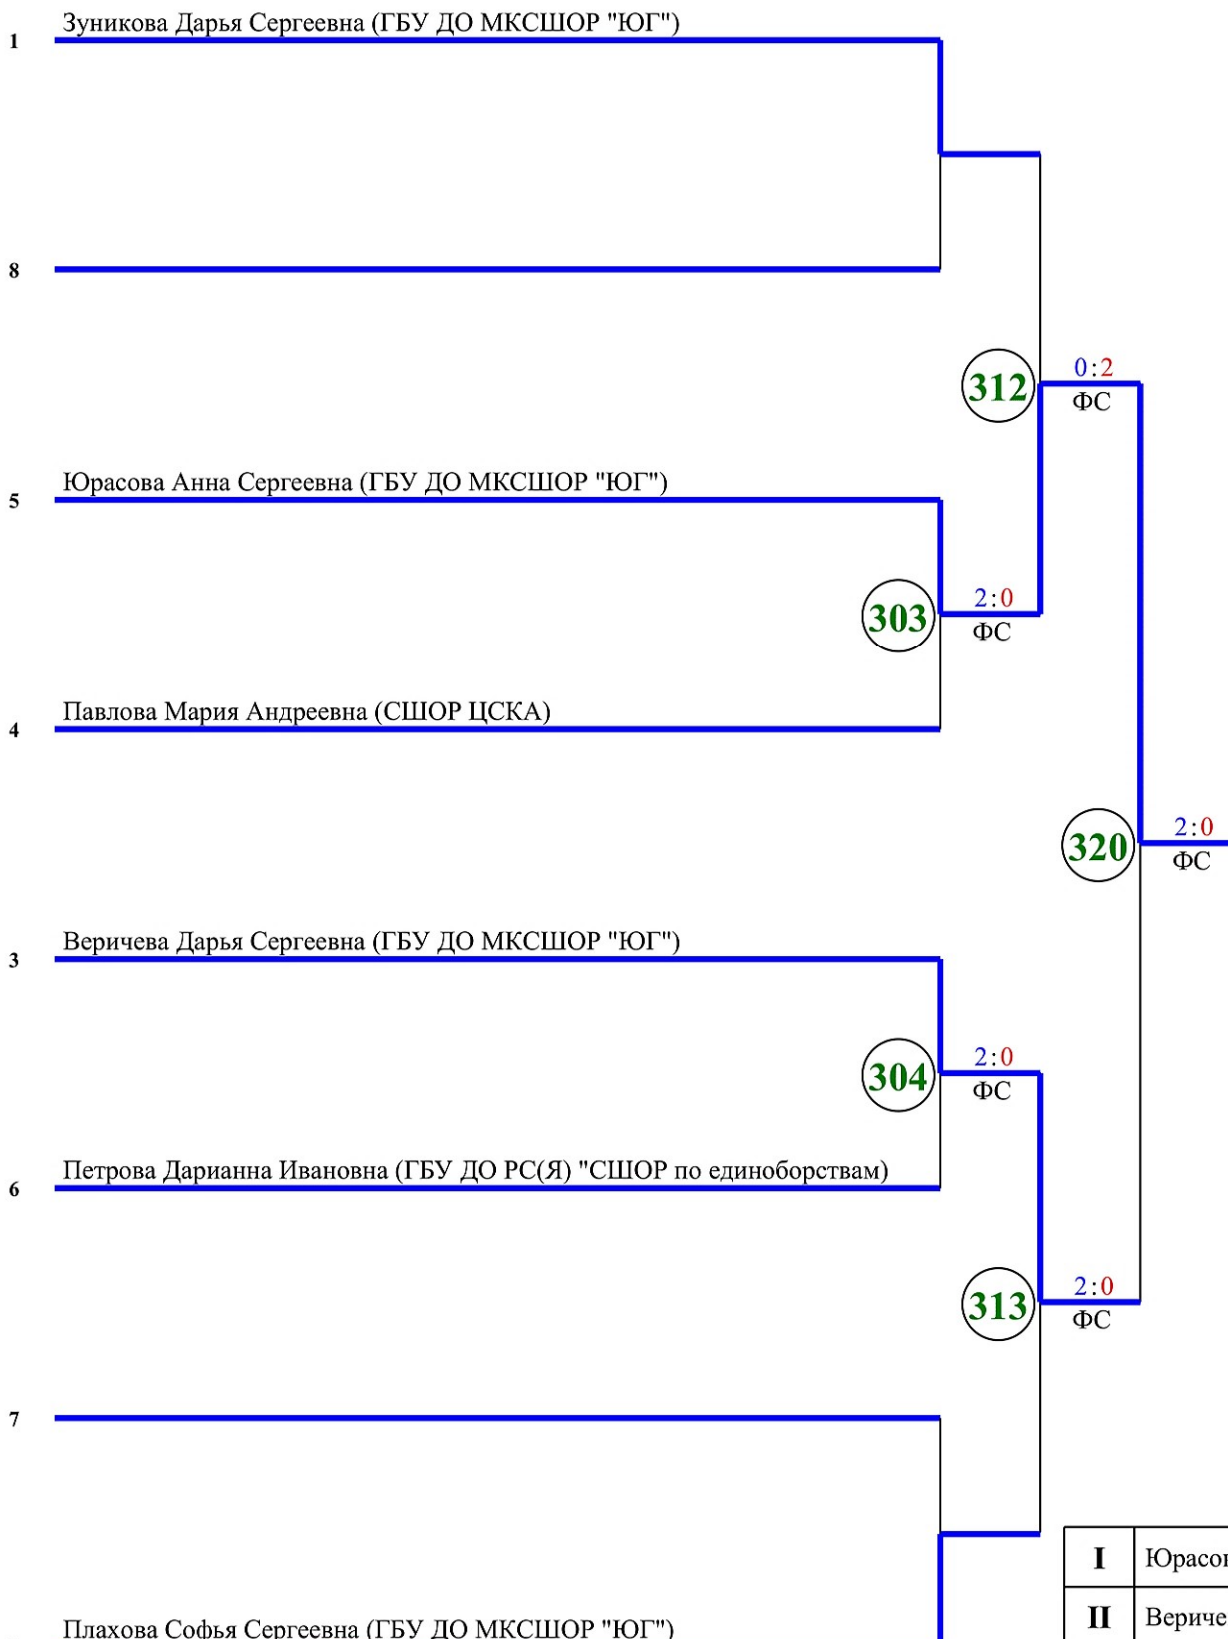 Зуникова Дарья Сергеевна (ГБУ ДО МКСШОР "ЮГ")
1
8
312
0:2
ФС
Юрасова Анна Сергеевна (ГБУ ДО МКСШОР "ЮГ")
5
303
2:0
ФС
Павлова Мария Андреевна (СШОР ЦСКА)
4
320
2:0
ФС
Веричева Дарья Сергеевна (ГБУ ДО МКСШОР "ЮГ")
3
304
2:0
ФС
Петрова Дарианна Ивановна (ГБУ ДО РС(Я) "СШОР по единоборствам)
6
313
2:0
ФС
7
I
II
Плахова Софья Сергеевна (ГБУ ДО МКСШОР "ЮГ")